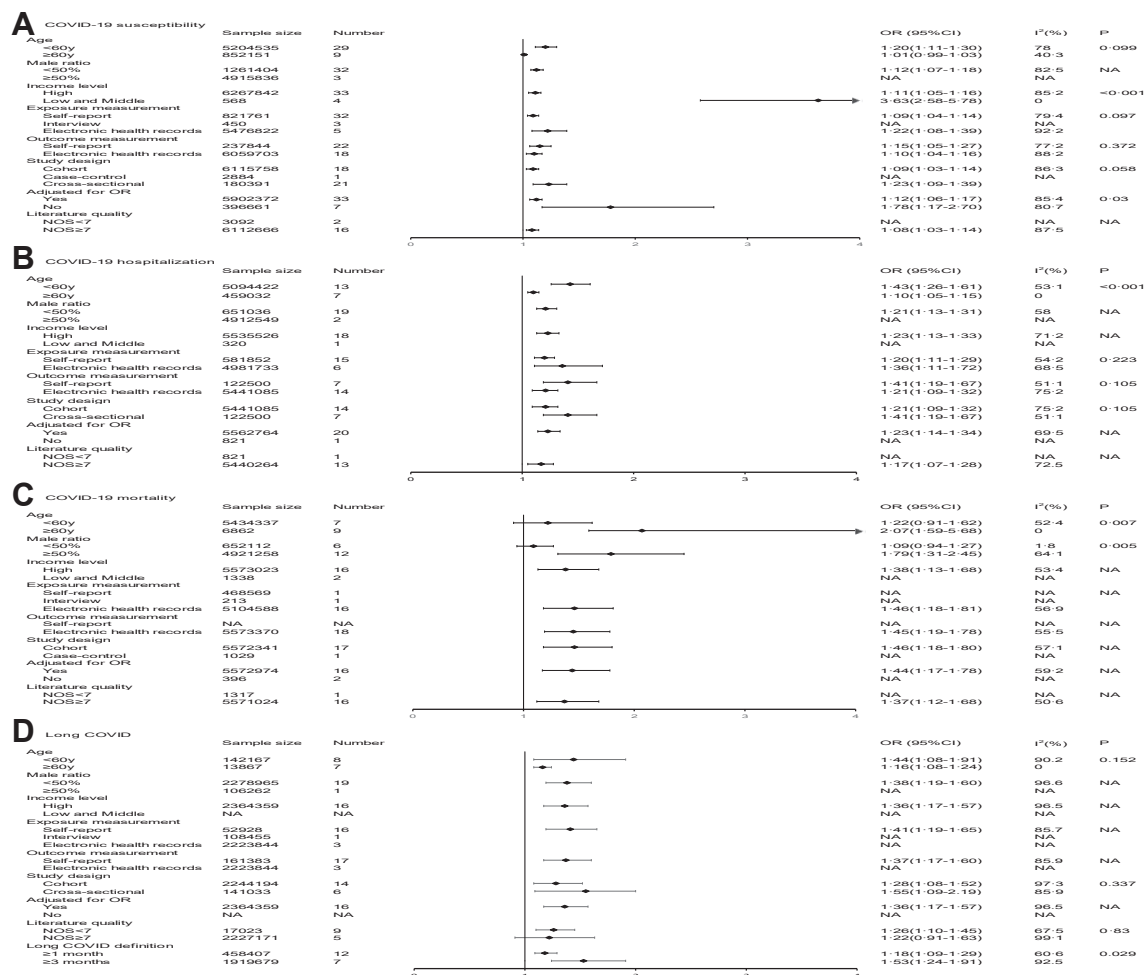 A COVID-19 susceptibility
Sample size Number OR (95%CI) I²(%) P
Age
<60y 5204535 29 1·20(1·11-1·30) 78 0·099
≥60y 852151 9 1·01(0·99-1·03) 40·3
Male ratio
<50% 1261404 32 1·12(1·07-1·18) 82·5 NA
≥50% 4915836 3 NA NA
Income level
High 6267842 33 1·11(1·05-1·16) 85·2 <0·001
Low and Middle 568 4 3·63(2·58-5·78) 0
Exposure measurement
Self-report 821761 32 1·09(1·04-1·14) 79·4 0·097
Interview 450 3 NA NA
Electronic health records 5476822 5 1·22(1·08-1·39) 92·2
Outcome measurement
Self-report 237844 22 1·15(1·05-1·27) 77·2 0·372
Electronic health records 6059703 18 1·10(1·04-1·16) 88·2
Study design
Cohort 6115758 18 1·09(1·03-1·14) 86·3 0·058
Case-control 2884 1 NA NA
Cross-sectional 180391 21 1·23(1·09-1·39)
Adjusted for OR
Yes 5902372 33 1·12(1·06-1·17) 85·4 0·03
No 396661 7 1·78(1·17-2·70) 80·7
Literature quality
NOS<7 3092 2 NA NA NA
NOS≥7 6112666 16 1·08(1·03-1·14) 87·5
0 1 2 3 4
B COVID-19 hospitalization
Sample size Number OR (95%CI) I²(%) P
Age
<60y 5094422 13 1·43(1·26-1·61) 53·1 <0·001
≥60y 459032 7 1·10(1·05-1·15) 0
Male ratio
<50% 651036 19 1·21(1·13-1·31) 58 NA
≥50% 4912549 2 NA NA
Income level
High 5535526 18 1·23(1·13-1·33) 71·2 NA
Low and Middle 320 1 NA NA
Exposure measurement
Self-report 581852 15 1·20(1·11-1·29) 54·2 0·223
Electronic health records 4981733 6 1·36(1·11-1·72) 68·5
Outcome measurement
Self-report 122500 7 1·41(1·19-1·67) 51·1 0·105
Electronic health records 5441085 14 1·21(1·09-1·32) 75·2
Study design
Cohort 5441085 14 1·21(1·09-1·32) 75·2 0·105
Cross-sectional 122500 7 1·41(1·19-1·67) 51·1
Adjusted for OR
Yes 5562764 20 1·23(1·14-1·34) 69·5 NA
No 821 1 NA NA
Literature quality
NOS<7 821 1 NA NA NA
NOS≥7 5440264 13 1·17(1·07-1·28) 72·5
0 1 2 3 4
C COVID-19 mortality
Sample size Number OR (95%CI) I²(%) P
Age
<60y 5434337 7 1·22(0·91-1·62) 52·4 0·007
≥60y 6862 9 2·07(1·59-5·68) 0
Male ratio
<50% 652112 6 1·09(0·94-1·27) 1·8 0·005
≥50% 4921258 12 1·79(1·31-2·45) 64·1
Income level
High 5573023 16 1·38(1·13-1·68) 53·4 NA
Low and Middle 1338 2 NA NA
Exposure measurement
Self-report 468569 1 NA NA NA
Interview 213 1 NA NA
Electronic health records 5104588 16 1·46(1·18-1·81) 56·9
Outcome measurement
Self-report NA NA NA NA NA
Electronic health records 5573370 18 1·45(1·19-1·78) 55·5
Study design
Cohort 5572341 17 1·46(1·18-1·80) 57·1 NA
Case-control 1029 1 NA NA
Adjusted for OR
Yes 5572974 16 1·44(1·17-1·78) 59·2 NA
No 396 2 NA NA
Literature quality
NOS<7 1317 1 NA NA NA
NOS≥7 5571024 16 1·37(1·12-1·68) 50·6
0 1 2 3 4
D Long COVID
Sample size Number OR (95%CI) I²(%) P
Age
<60y 142167 8 1·44(1·08-1·91) 90·2 0·152
≥60y 13867 7 1·16(1·08-1·24) 0
Male ratio
<50% 2278965 19 1·38(1·19-1·60) 96·6 NA
≥50% 106262 1 NA NA
Income level
High 2364359 16 1·36(1·17-1·57) 96·5 NA
Low and Middle NA NA NA NA
Exposure measurement
Self-report 52928 16 1·41(1·19-1·65) 85·7 NA
Interview 108455 1 NA NA
Electronic health records 2223844 3 NA NA
Outcome measurement
Self-report 161383 17 1·37(1·17-1·60) 85·9 NA
Electronic health records 2223844 3 NA NA
Study design
Cohort 2244194 14 1·28(1·08-1·52) 97·3 0·337
Cross-sectional 141033 6 1·55(1·09-2·19) 85·9
Adjusted for OR
Yes 2364359 16 1·36(1·17-1·57) 96·5 NA
No NA NA NA NA
Literature quality
NOS<7 17023 9 1·26(1·10-1·45) 67·5 0·83
NOS≥7 2227171 5 1·22(0·91-1·63) 99·1
Long COVID definition
≥1 month 458407 12 1·18(1·09-1·29) 60·6 0·029
≥3 months 1919679 7 1·53(1·24-1·91) 92·5
0 1 2 3 4